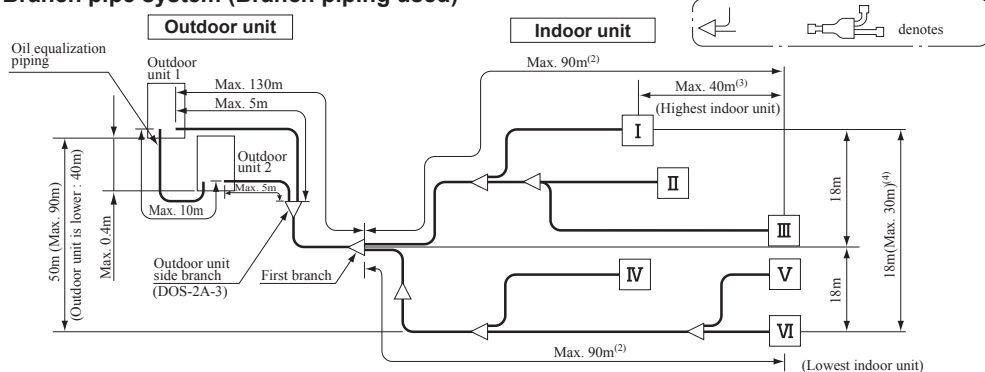 Branch pipe system (Branch piping used)
Outdoor unit
Indoor unit
denotes
Oil equalization
piping
Outdoor
unit 1
Max. 130m
Max. 5m
Max. 90m(2)
Max. 40m(3)
(Highest indoor unit)
I
Outdoor
unit 2
Max. 5m
Max. 10m
II
III
50m (Max. 90m)
(Outdoor unit is lower : 40m)
Max. 0.4m
18m
18m(Max. 30m)(4)
Outdoor unit
side branch
(DOS-2A-3)
First branch
IV
V
18m
VI
Max. 90m(2)
(Lowest indoor unit)